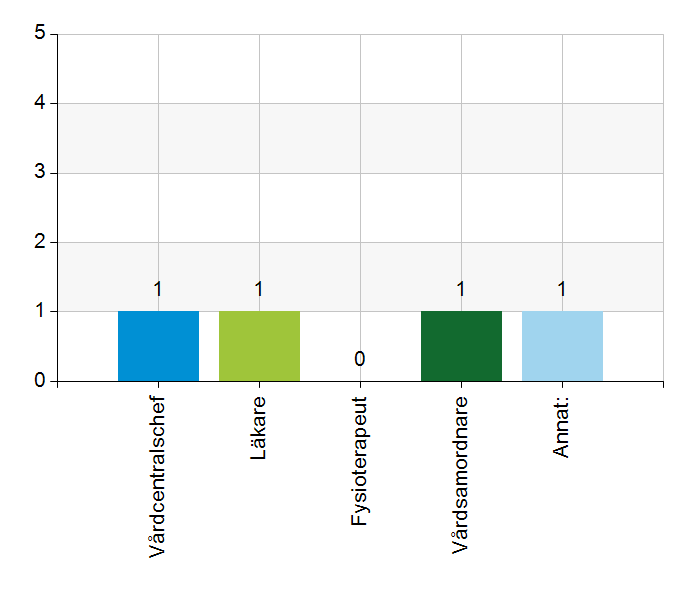 5
4
3
2
1
0
1
1
0
1
1
Vårdcentralschef
Läkare
Fysioterapeut
Vårdsamordnare
Annat: